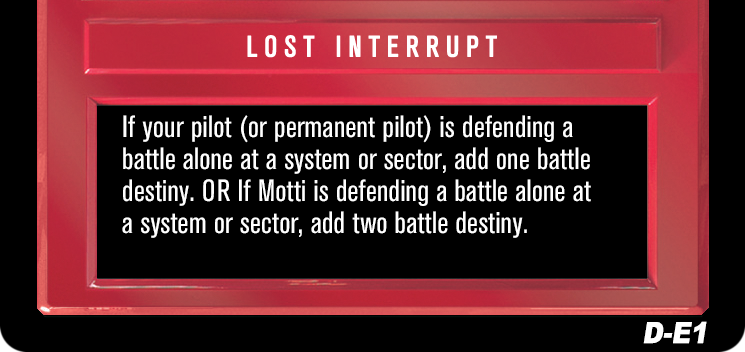 LOST INTERRUPT
If your pilot (or permanent pilot) is defending a
battle alone at a system or sector, add one battle
destiny. OR If Motti is defending a battle alone at
a system or sector, add two battle destiny.
D-E1